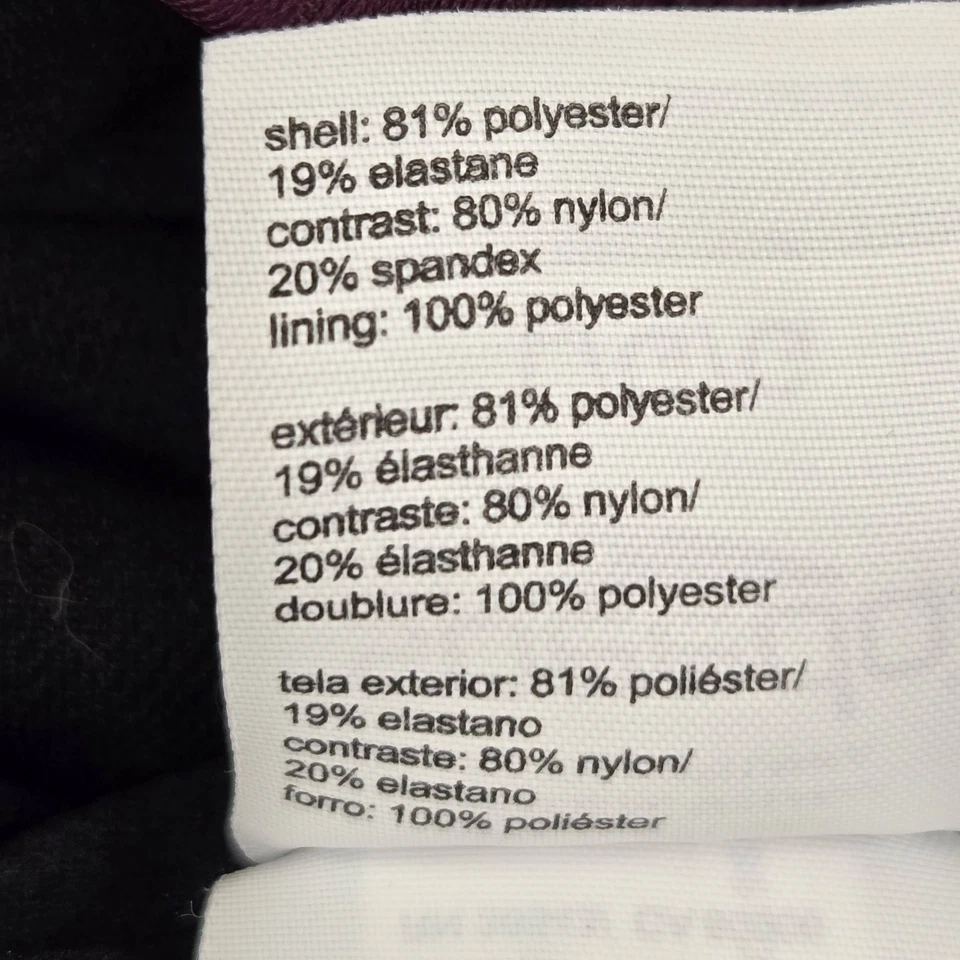 shell: 81% polyester/
19% elastane
contrast: 80% nylon/
20% spandex
lining: 100% polyester
extérieur: 81% polyester/
19% élasthanne
contraste: 80% nylon/
20% élasthanne
doublure: 100% polyester
tela exterior: 81% poliéster/
19% elastano
contraste: 80% nylon/
20% elastano
forro: 100% poliéster